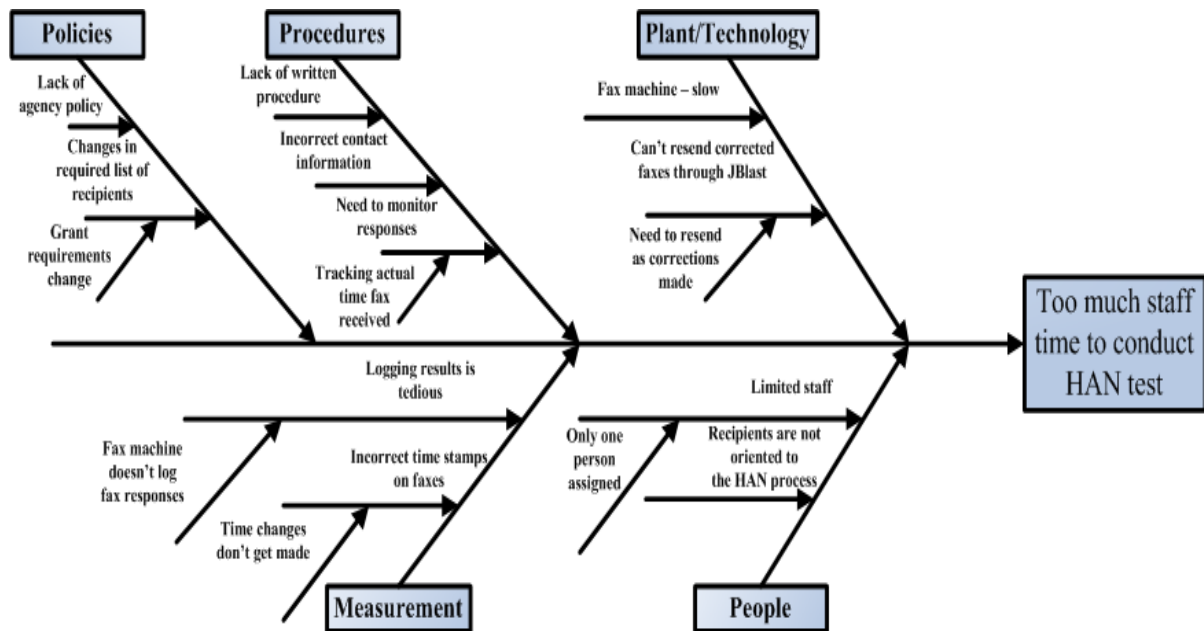 Policies
Procedures
Plant/Technology
Lack of
agency policy
Changes in
required list of
recipients
Grant
requirements
change
Lack of written
procedure
Incorrect contact
information
Need to monitor
responses
Tracking actual
time fax
received
Fax machine – slow
Can’t resend corrected
faxes through JBlast
Need to resend
as corrections
made
Too much staff
time to conduct
HAN test
Logging results is
tedious
Fax machine
doesn’t log
fax responses
Incorrect time stamps
on faxes
Time changes
don’t get made
Limited staff
Only one
person
assigned
Recipients are not
oriented to
the HAN process
Measurement
People